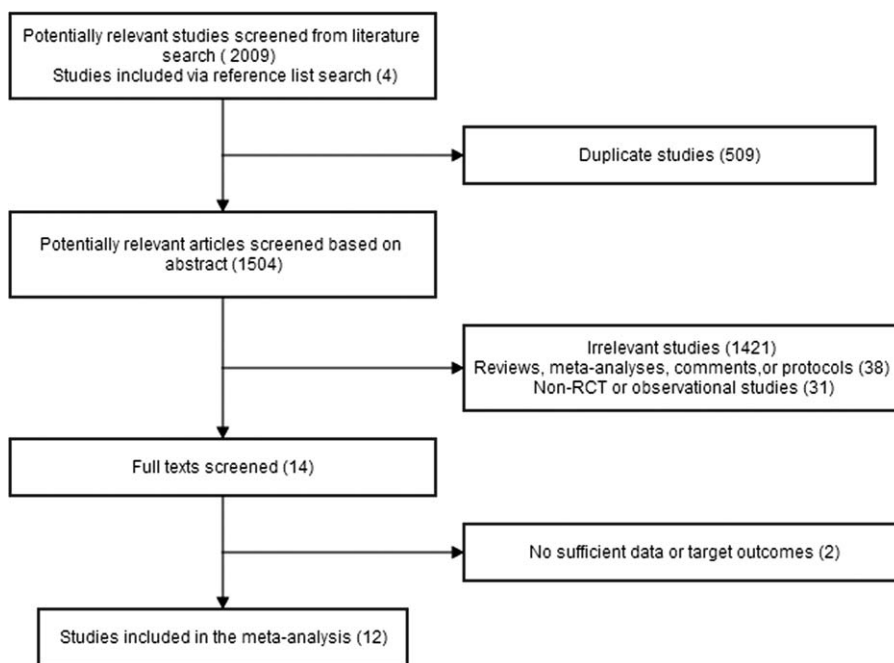 Potentially relevant studies screened from literature
search ( 2009)
Studies included via reference list search (4)
Duplicate studies (509)
Potentially relevant articles screened based on
abstract (1504)
Irrelevant studies (1421)
Reviews, meta-analyses, comments,or protocols (38)
Non-RCT or observational studies (31)
Full texts screened (14)
No sufficient data or target outcomes (2)
Studies included in the meta-analysis (12)